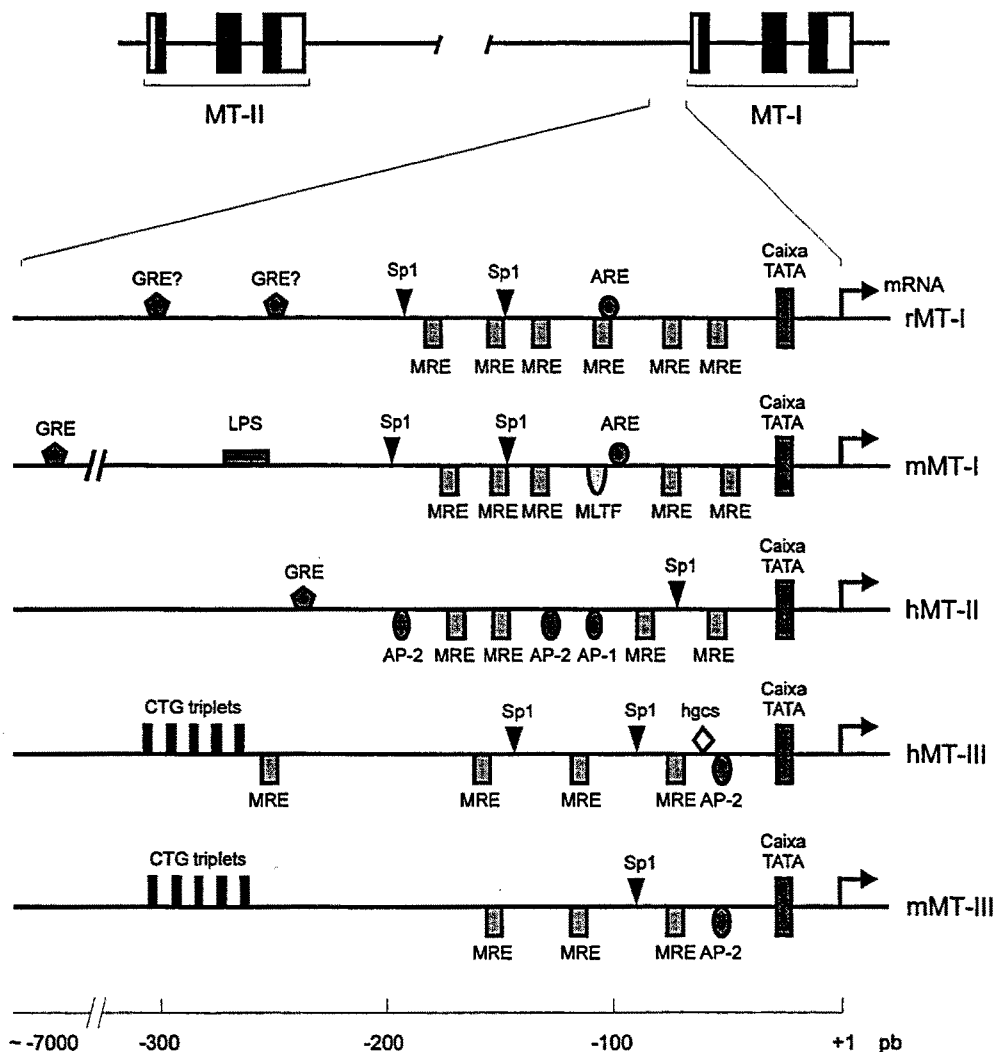 MT-II
MT-I
GRE?
GRE?
Sp1
Sp1
ARE
Caixa
TATA
mRNA
rMT-I
MRE
MRE
MRE
MRE
MRE
MRE
GRE
LPS
Sp1
Sp1
ARE
Caixa
TATA
mMT-I
MRE
MRE
MRE
MLTF
MRE
MRE
GRE
Sp1
Caixa
TATA
hMT-II
AP-2
MRE
MRE
AP-2
AP-1
MRE
MRE
CTG triplets
Sp1
Sp1
hgcs
Caixa
TATA
hMT-III
MRE
MRE
MRE
MRE
AP-2
CTG triplets
Sp1
Caixa
TATA
mMT-III
MRE
MRE
MRE
AP-2
~ -7000
-300
-200
-100
+1
pb